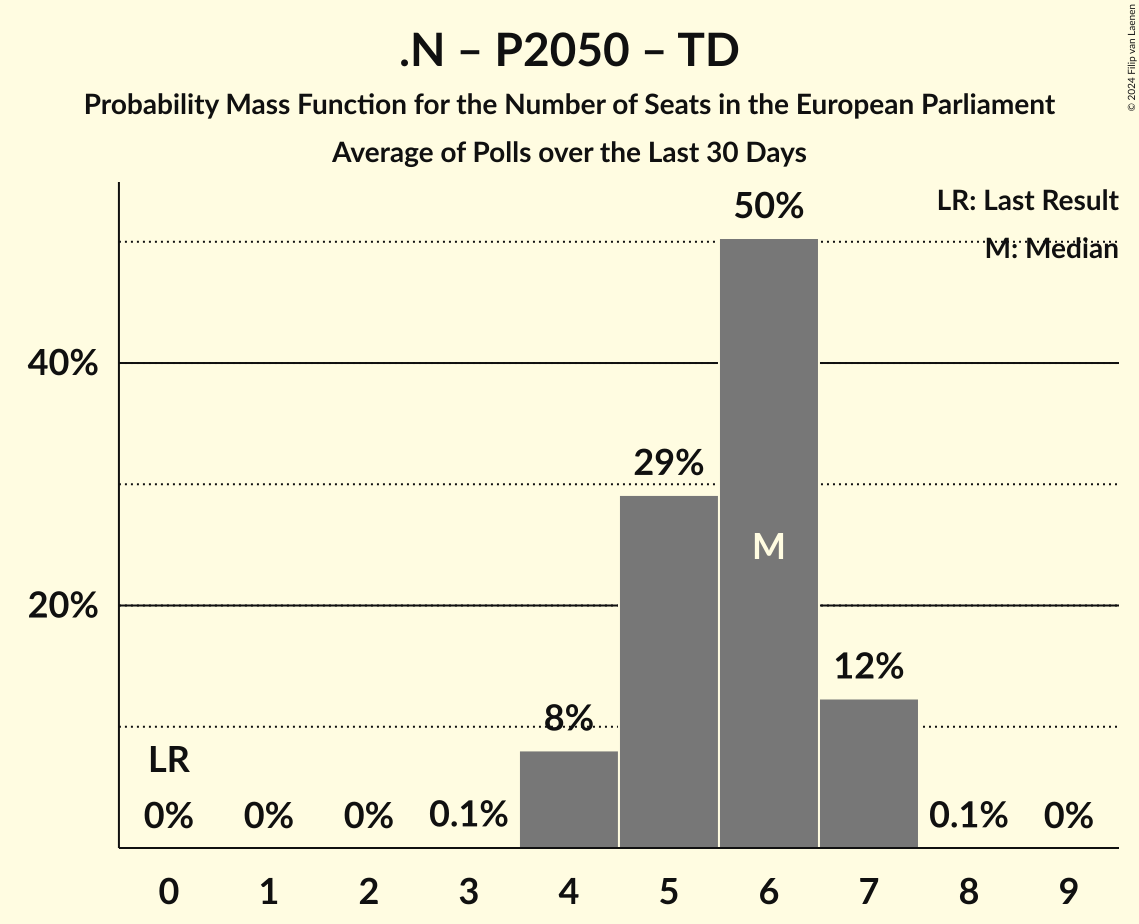 .N – P2050 – TD
Probability Mass Function for the Number of Seats in the European Parliament
Average of Polls over the Last 30 Days
© 2024 Filip van Laenen
LR: Last Result
M: Median
50%
40%
29%
M
20%
12%
8%
LR
0% 0% 0% 0.1% 0.1% 0%
0 1 2 3 4 5 6 7 8 9